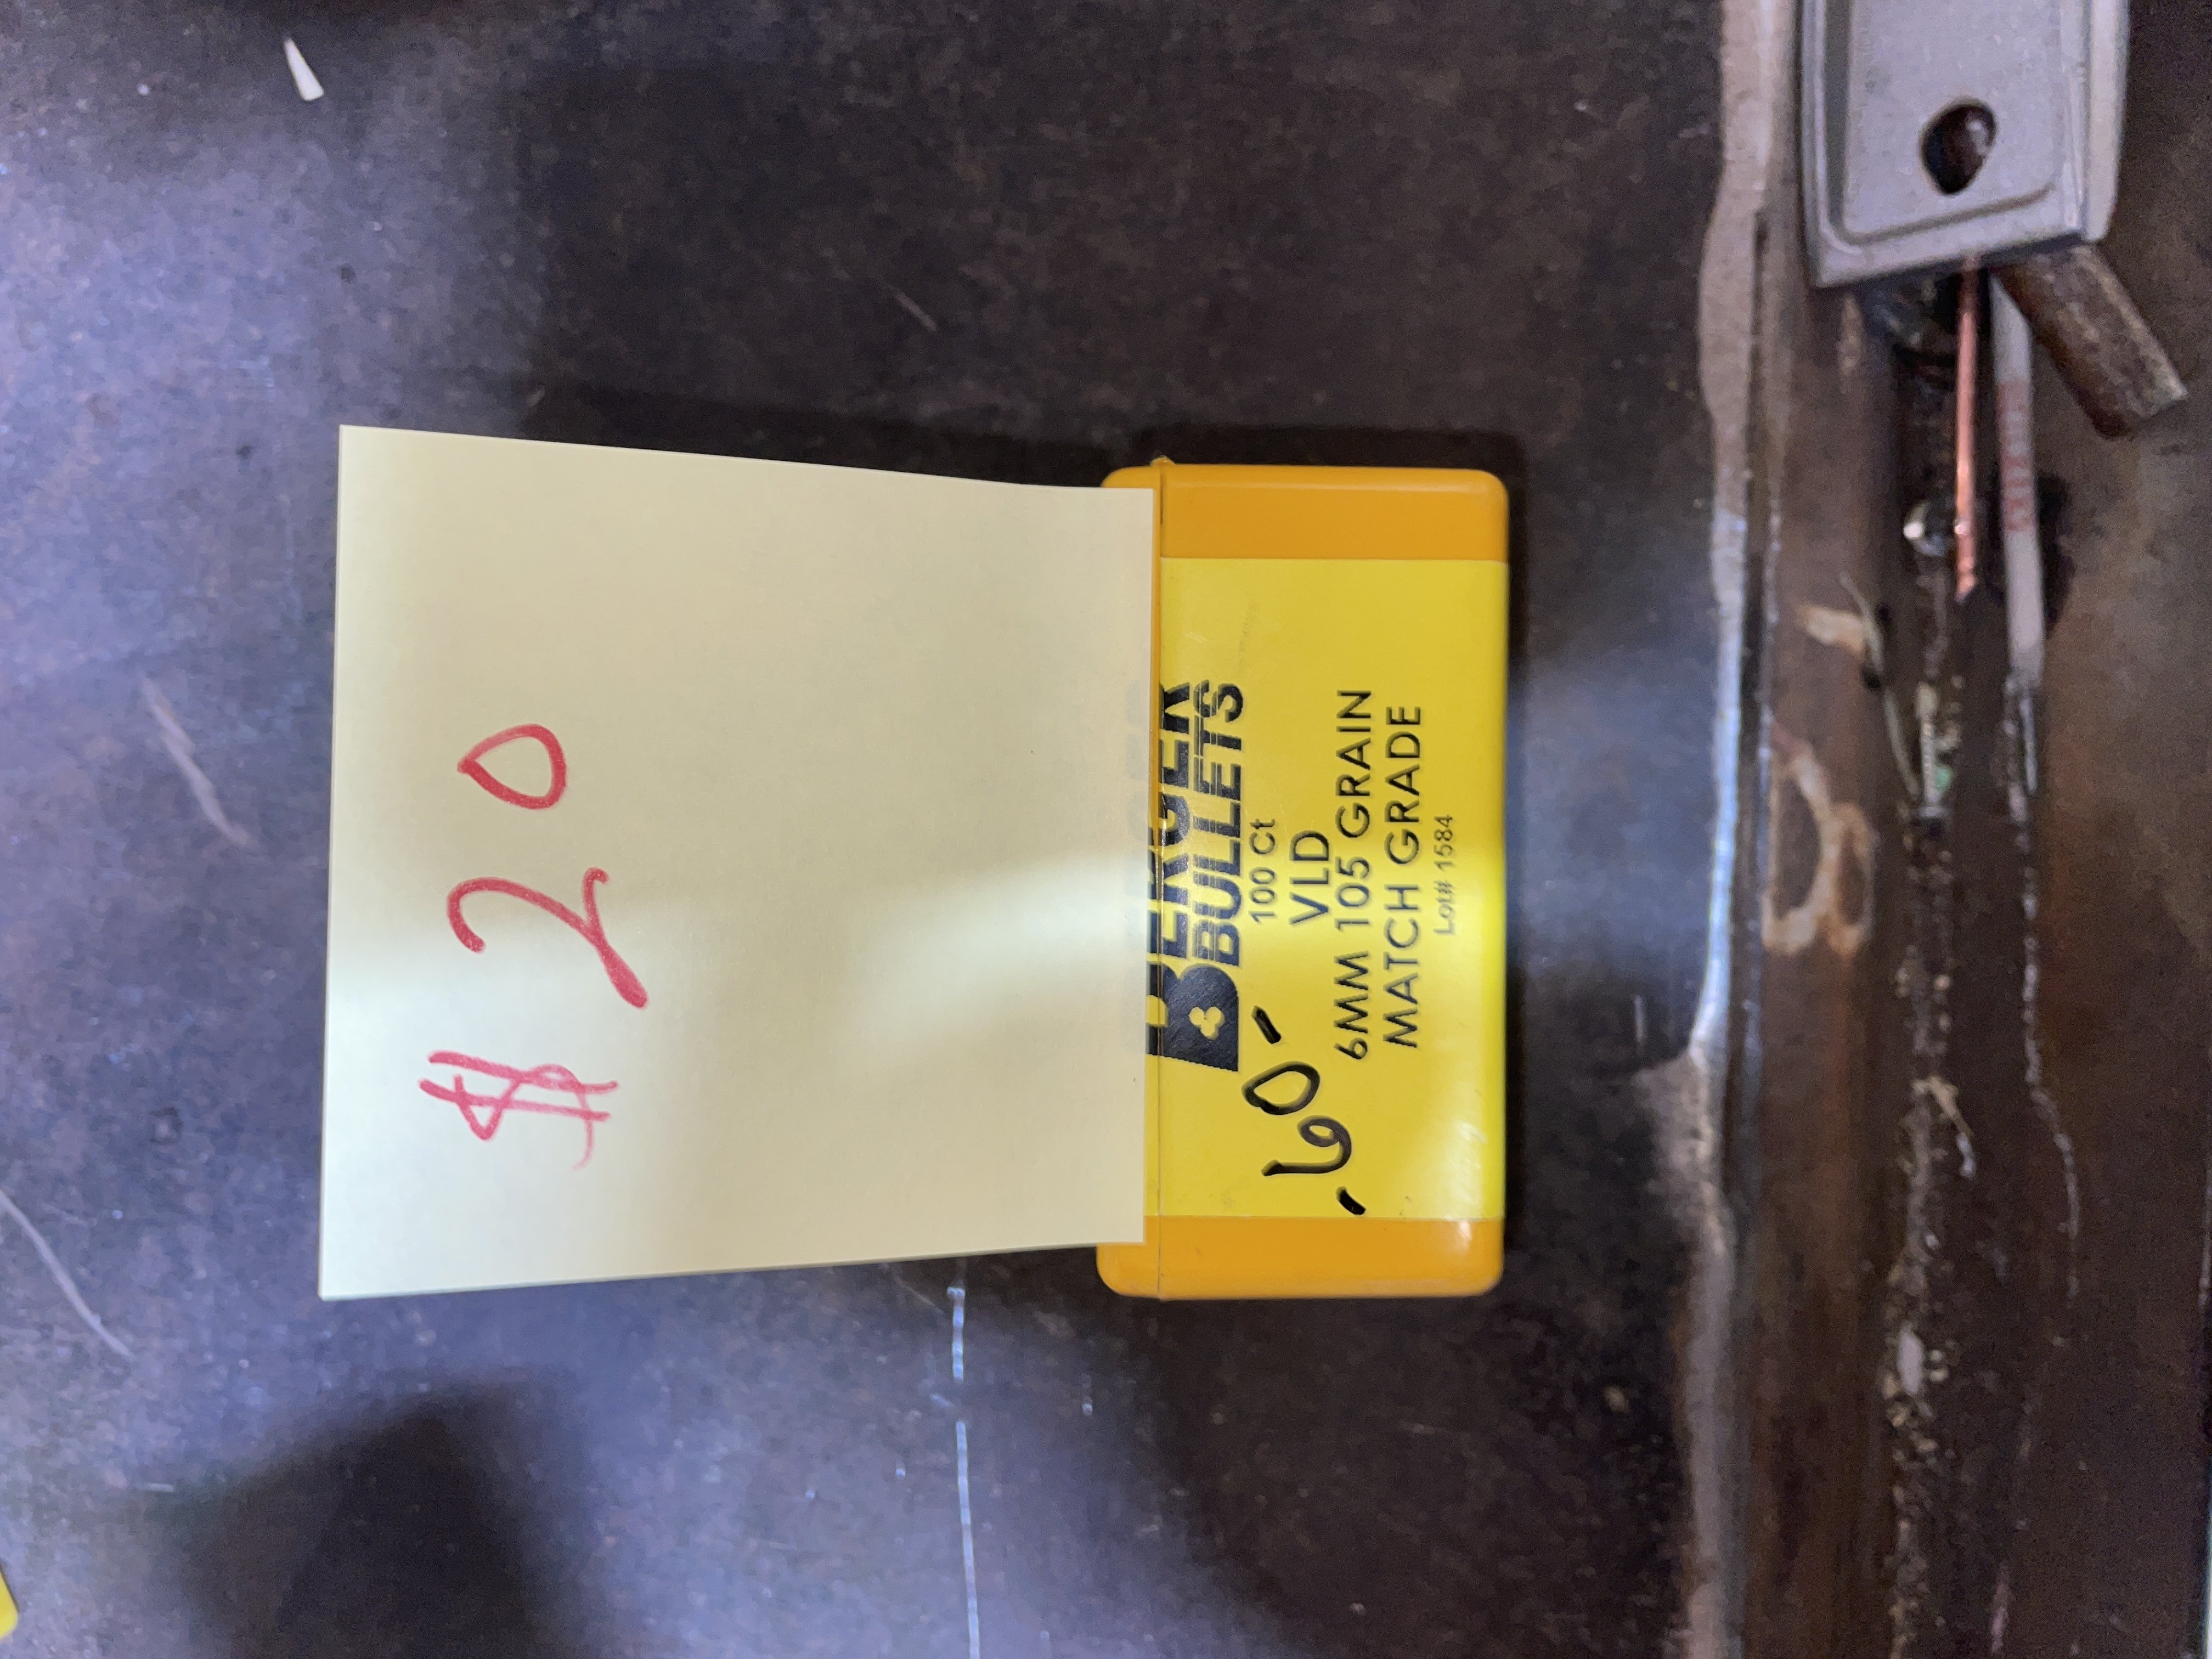 $20
BERGER
BULLETS
100 Ct
VLD
-60-
6MM 105 GRAIN
MATCH GRADE
Lot# 1584